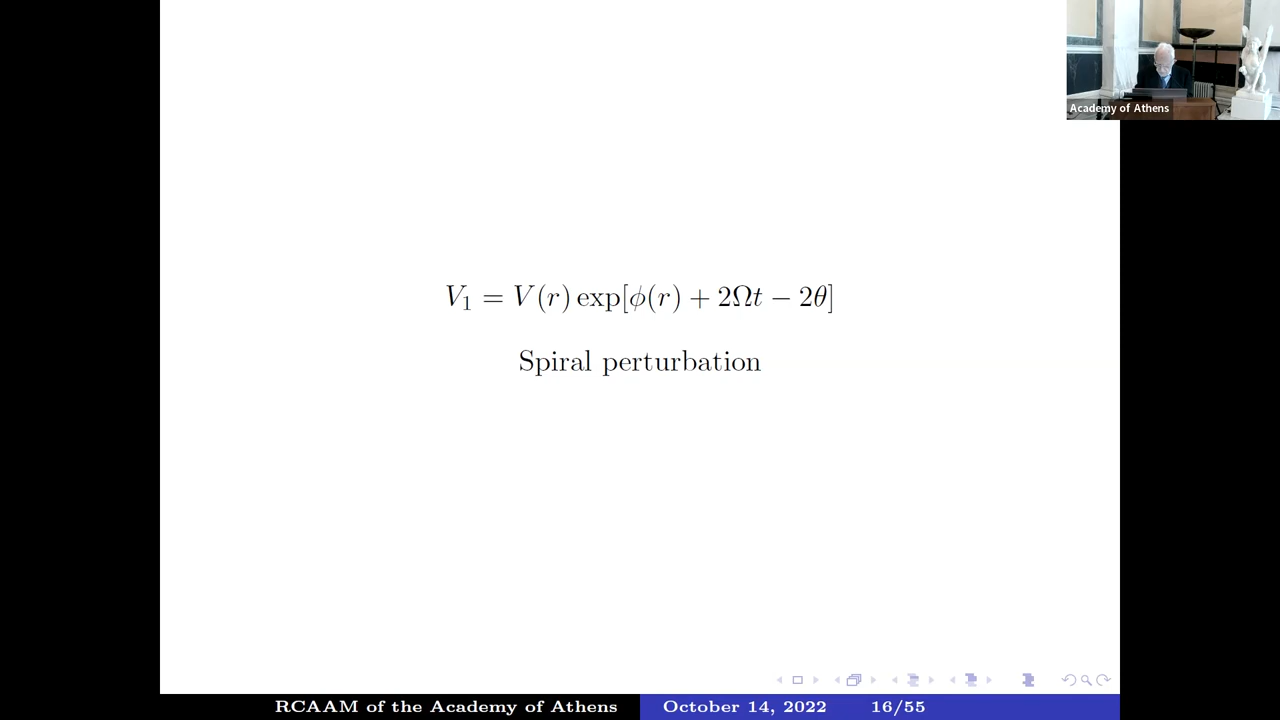 Academy of Athens
V₁ = V(r) exp[ϕ(r) + 2Ωt − 2θ]
Spiral perturbation
RCAAM of the Academy of Athens October 14, 2022 16/55